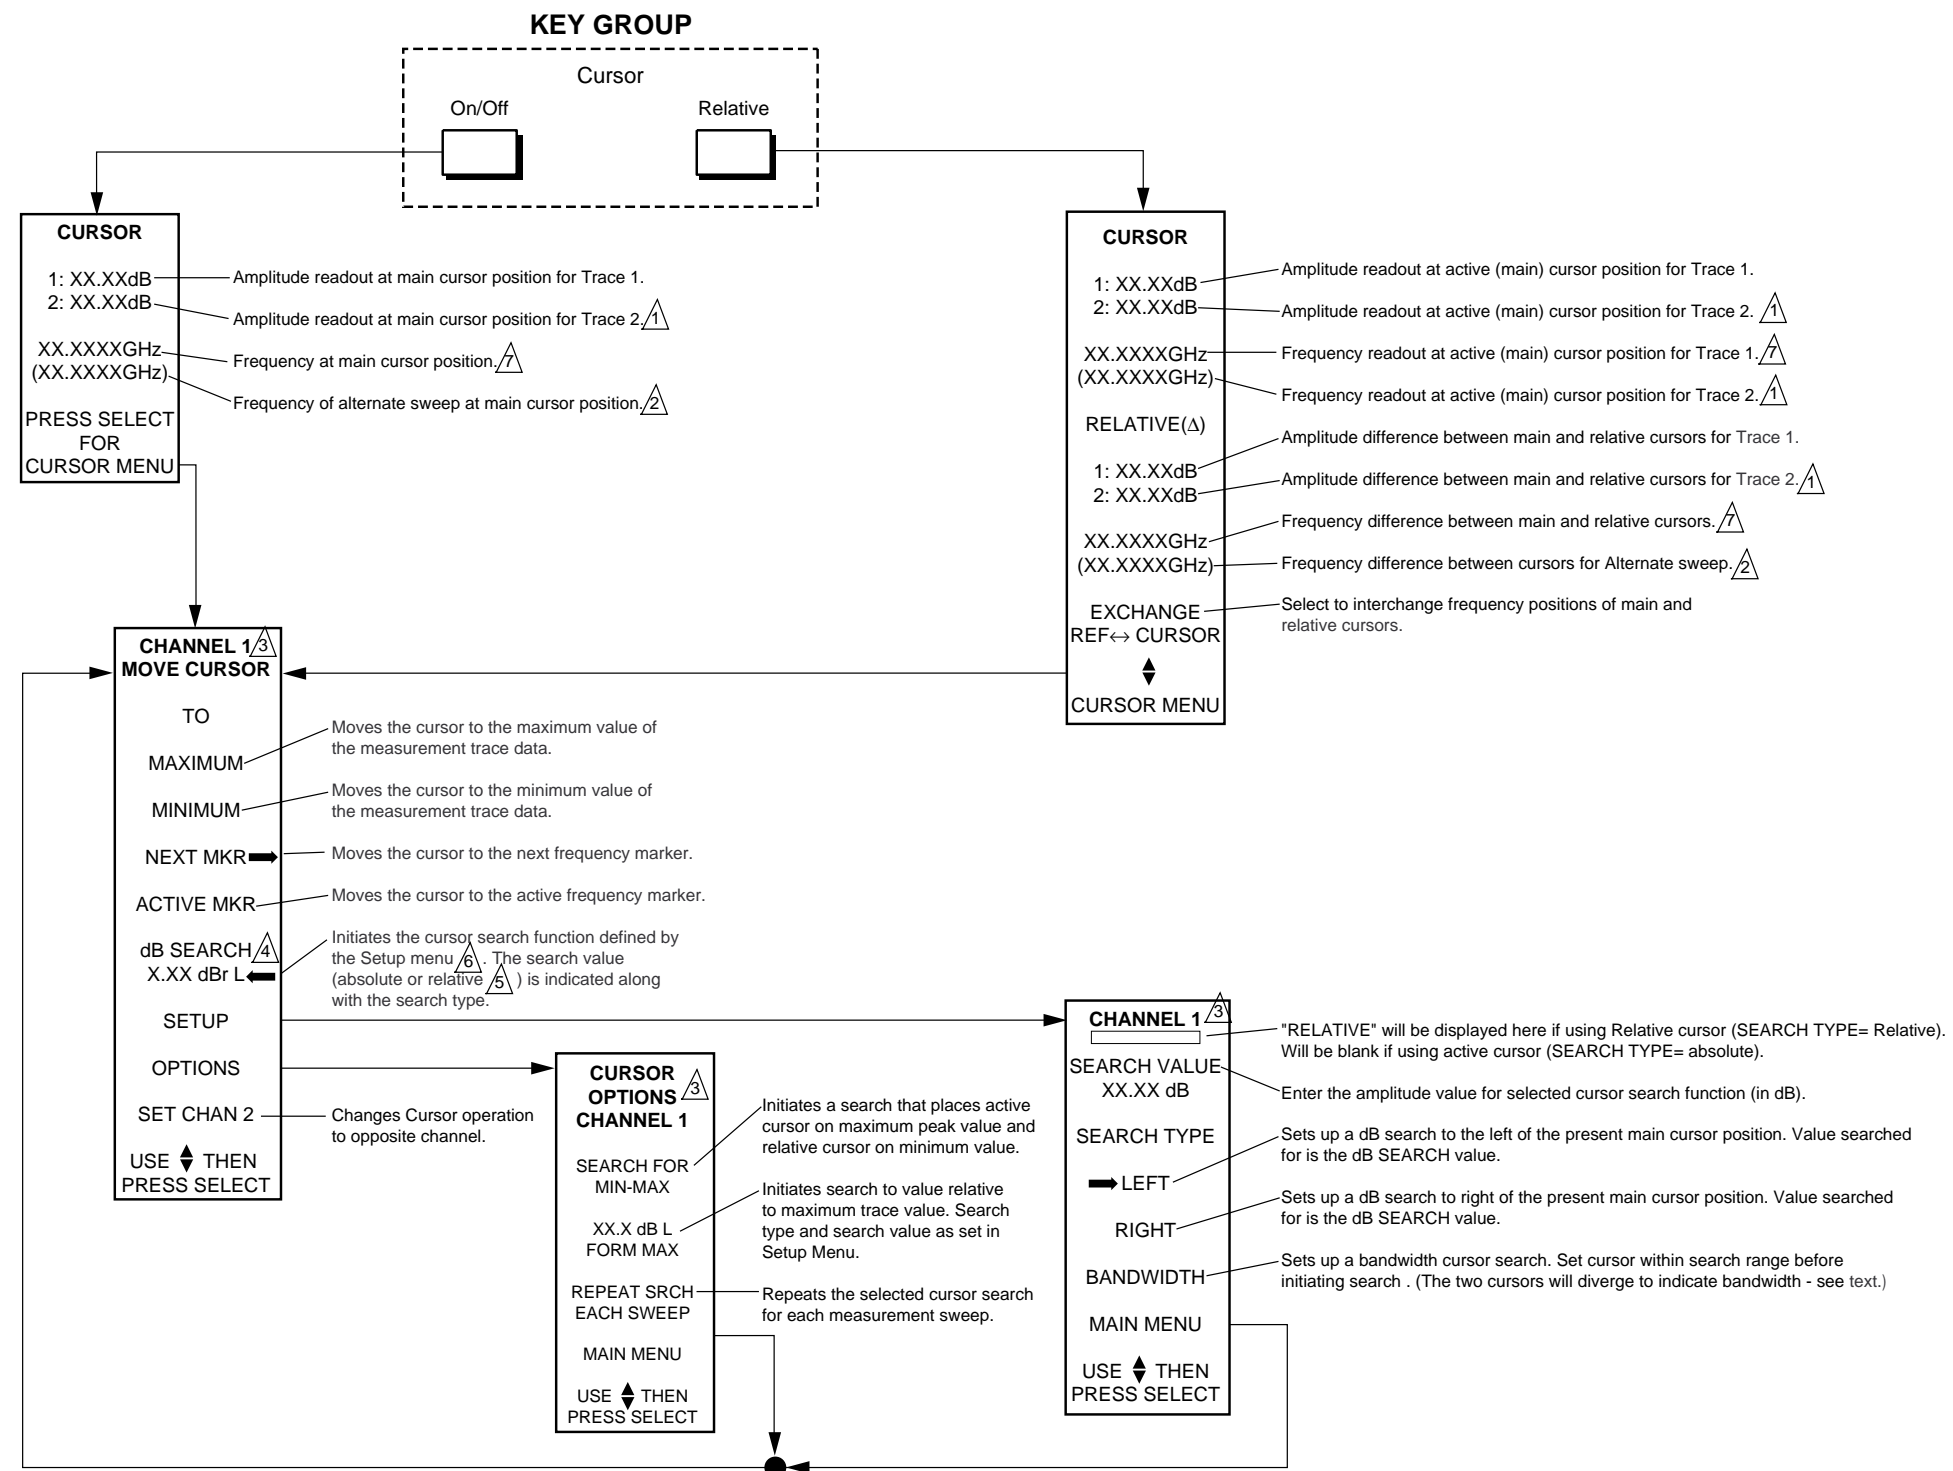 KEY GROUP
Cursor
On/Off
Relative
CURSOR
1: XX.XXdB
2: XX.XXdB
XX.XXXXGHz
(XX.XXXXGHz)
PRESS SELECT
FOR
CURSOR MENU
Amplitude readout at main cursor position for Trace 1.
Amplitude readout at main cursor position for Trace 2. 1
Frequency at main cursor position. 7
Frequency of alternate sweep at main cursor position. 2
CURSOR
1: XX.XXdB
2: XX.XXdB
XX.XXXXGHz
(XX.XXXXGHz)
RELATIVE(Δ)
1: XX.XXdB
2: XX.XXdB
XX.XXXXGHz
(XX.XXXXGHz)
EXCHANGE
REF↔ CURSOR
CURSOR MENU
Amplitude readout at active (main) cursor position for Trace 1.
Amplitude readout at active (main) cursor position for Trace 2. 1
Frequency readout at active (main) cursor position for Trace 1. 7
Frequency readout at active (main) cursor position for Trace 2. 1
Amplitude difference between main and relative cursors for Trace 1.
Amplitude difference between main and relative cursors for Trace 2. 1
Frequency difference between main and relative cursors. 7
Frequency difference between cursors for Alternate sweep. 2
Select to interchange frequency positions of main and
relative cursors.
CHANNEL 1 3
MOVE CURSOR
TO
MAXIMUM
MINIMUM
NEXT MKR ➡
ACTIVE MKR
dB SEARCH 4
X.XX dBr L ⬅
SETUP
OPTIONS
SET CHAN 2
USE ♦ THEN
PRESS SELECT
Moves the cursor to the maximum value of
the measurement trace data.
Moves the cursor to the minimum value of
the measurement trace data.
Moves the cursor to the next frequency marker.
Moves the cursor to the active frequency marker.
Initiates the cursor search function defined by
the Setup menu 6 . The search value
(absolute or relative 5 ) is indicated along
with the search type.
Changes Cursor operation
to opposite channel.
CURSOR
OPTIONS 3
CHANNEL 1
SEARCH FOR
MIN-MAX
XX.X dB L
FORM MAX
REPEAT SRCH
EACH SWEEP
MAIN MENU
USE ♦ THEN
PRESS SELECT
Initiates a search that places active
cursor on maximum peak value and
relative cursor on minimum value.
Initiates search to value relative
to maximum trace value. Search
type and search value as set in
Setup Menu.
Repeats the selected cursor search
for each measurement sweep.
CHANNEL 1 3
SEARCH VALUE
XX.XX dB
SEARCH TYPE
➡ LEFT
RIGHT
BANDWIDTH
MAIN MENU
USE ♦ THEN
PRESS SELECT
"RELATIVE" will be displayed here if using Relative cursor (SEARCH TYPE= Relative).
Will be blank if using active cursor (SEARCH TYPE= absolute).
Enter the amplitude value for selected cursor search function (in dB).
Sets up a dB search to the left of the present main cursor position. Value searched
for is the dB SEARCH value.
Sets up a dB search to right of the present main cursor position. Value searched
for is the dB SEARCH value.
Sets up a bandwidth cursor search. Set cursor within search range before
initiating search . (The two cursors will diverge to indicate bandwidth - see text.)